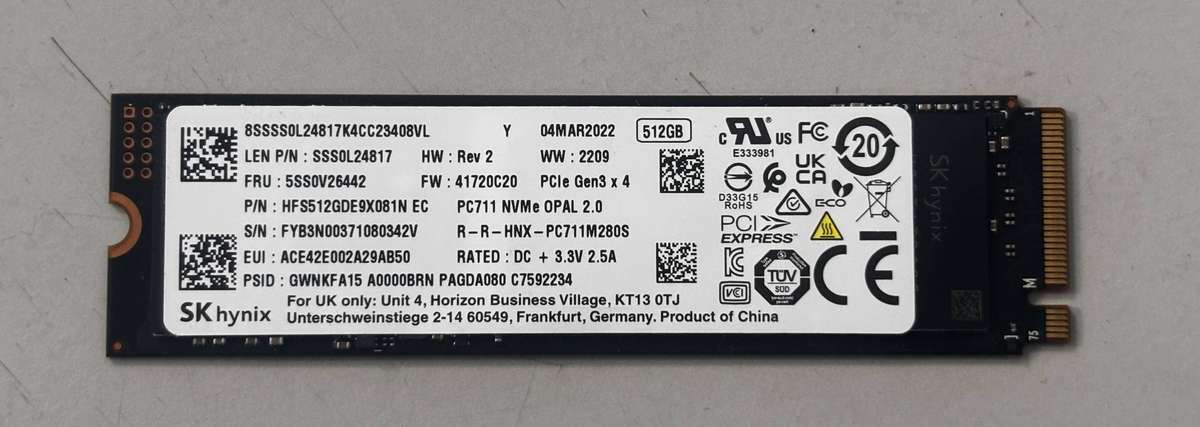 8SSSS0L24817K4CC23408VL Y 04MAR2022 512GB
LEN P/N : SSS0L24817 HW : Rev 2 WW : 2209
FRU : 5SS0V26442 FW : 41720C20 PCIe Gen3 x 4
P/N : HFS512GDE9X081N EC PC711 NVMe OPAL 2.0
S/N : FYB3N00371080342V R-R-HNX-PC711M280S
EUI : ACE42E002A29AB50 RATED : DC + 3.3V 2.5A
PSID : GWNKFA15 A0000BRN PAGDA080 C7592234
SK hynix
For UK only: Unit 4, Horizon Business Village, KT13 0TJ
Unterschweinstiege 2-14 60549, Frankfurt, Germany. Product of China
c RU US FC
E333981
20
UK
CA
D33G15
RoHS
ECO
PCI
EXPRESS
VCI
TÜV
SÜD
CE
SK hynix
1
M
75